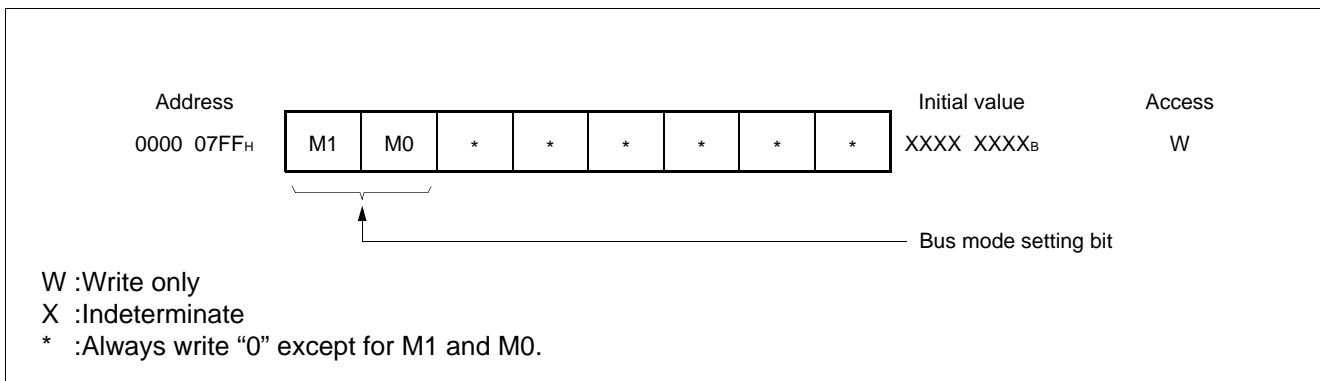 Address Initial value Access
0000 07FFH M1 M0 * * * * * * XXXX XXXXB W
Bus mode setting bit
W :Write only
X :Indeterminate
* :Always write “0” except for M1 and M0.